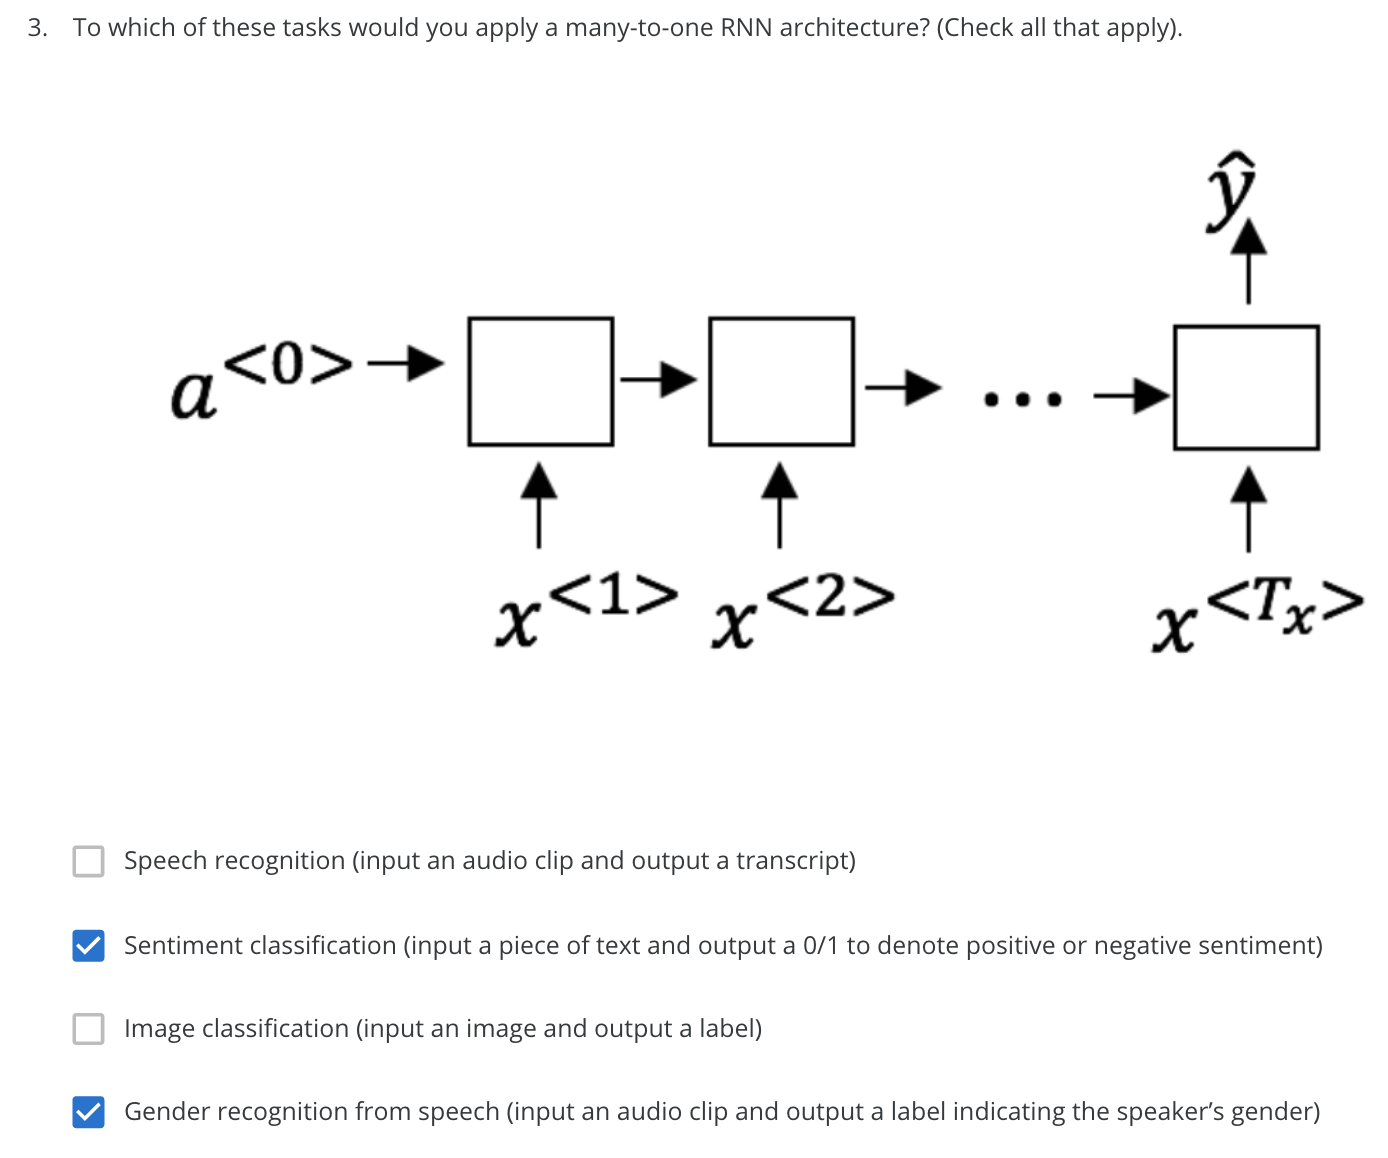 3. To which of these tasks would you apply a many-to-one RNN architecture? (Check all that apply).
ŷ
a<0>
...
x<1> x<2> x<Tx>
Speech recognition (input an audio clip and output a transcript)
Sentiment classification (input a piece of text and output a 0/1 to denote positive or negative sentiment)
Image classification (input an image and output a label)
Gender recognition from speech (input an audio clip and output a label indicating the speaker’s gender)